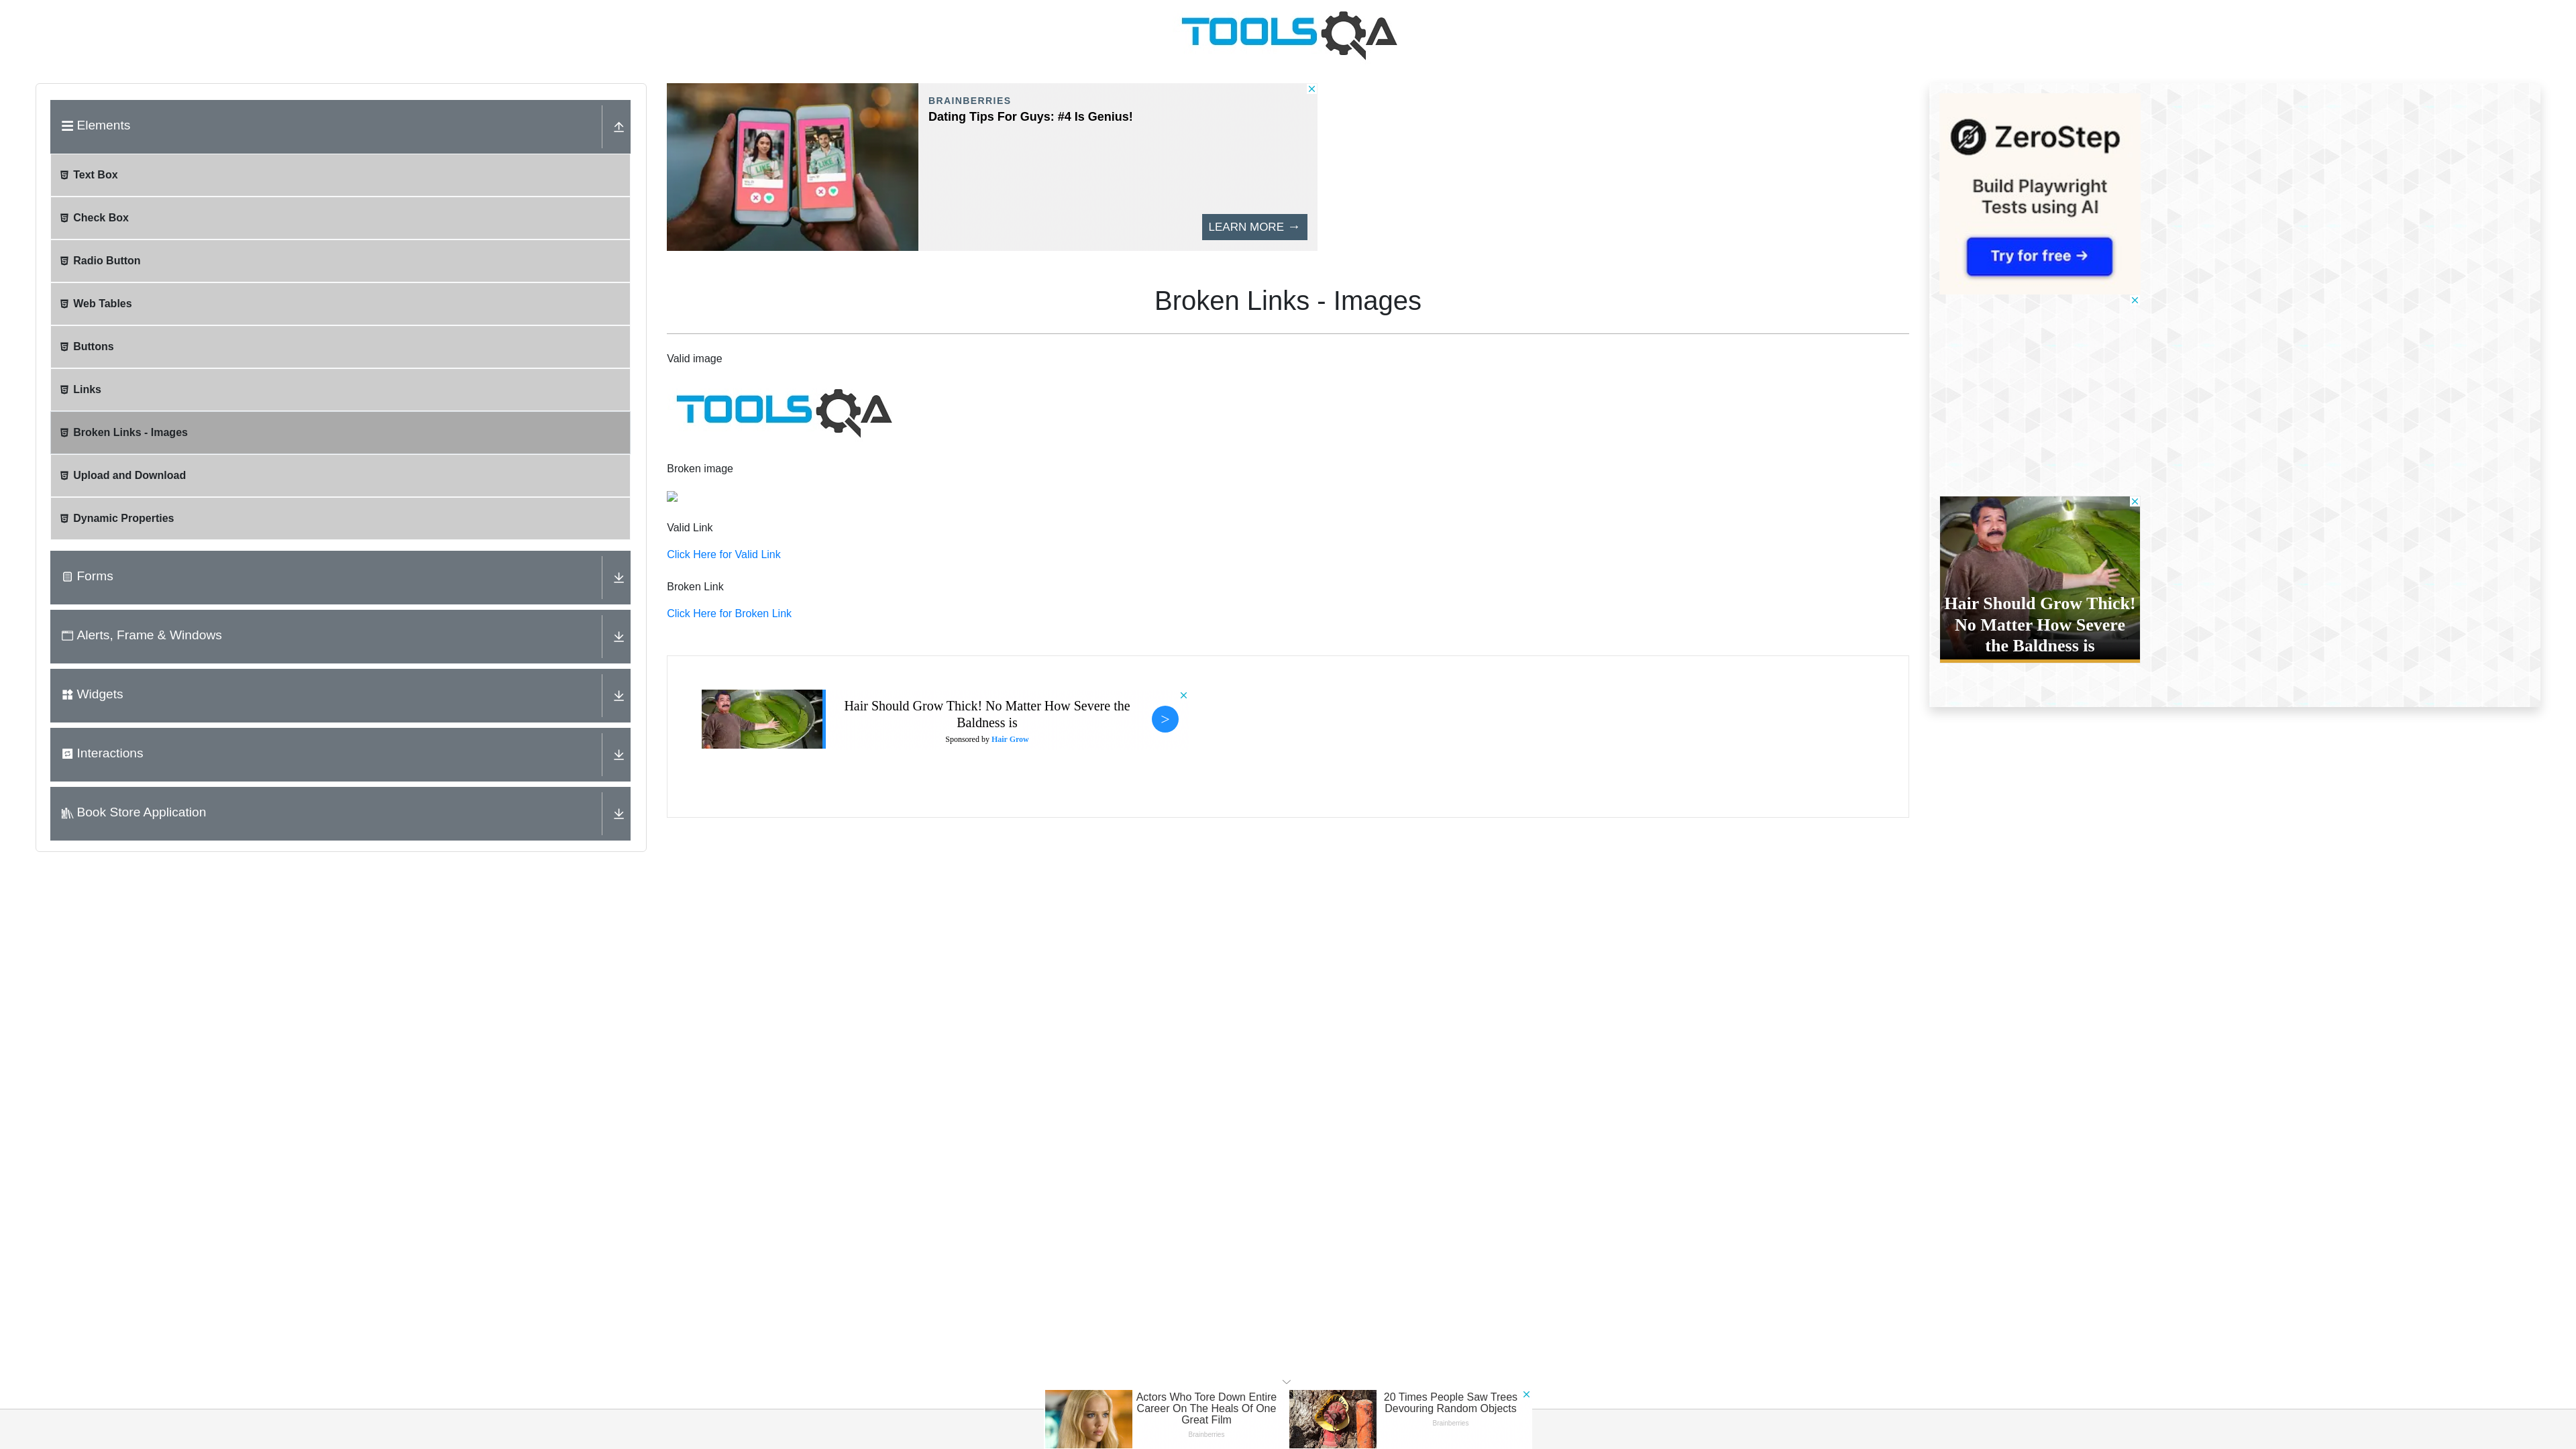 TOOLSQA
Elements
Text Box
Check Box
Radio Button
Web Tables
Buttons
Links
Broken Links - Images
Upload and Download
Dynamic Properties
Forms
Alerts, Frame & Windows
Widgets
Interactions
Book Store Application
BRAINBERRIES
Dating Tips For Guys: #4 Is Genius!
LEARN MORE →
Broken Links - Images
Valid image
TOOLSQA
Broken image
Valid Link
Click Here for Valid Link
Broken Link
Click Here for Broken Link
Hair Should Grow Thick! No Matter How Severe the
Baldness is
Sponsored by Hair Grow
>
ZeroStep
Build Playwright
Tests using AI
Try for free →
Hair Should Grow Thick!
No Matter How Severe
the Baldness is
Actors Who Tore Down Entire
Career On The Heals Of One
Great Film
Brainberries
20 Times People Saw Trees
Devouring Random Objects
Brainberries